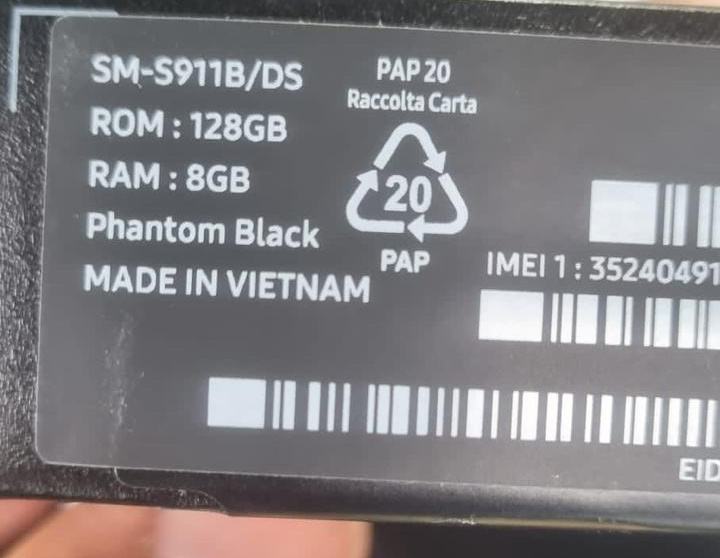 SM-S911B/DS
ROM : 128GB
RAM : 8GB
Phantom Black
MADE IN VIETNAM
PAP 20
Raccolta Carta
20
PAP
IMEI 1 : 35240491
EID